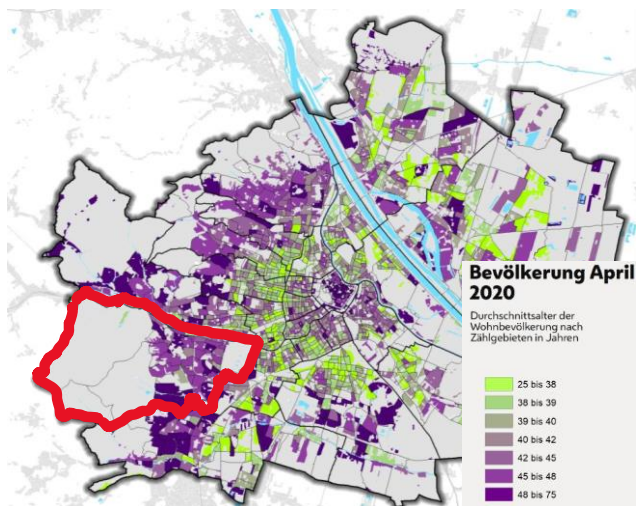 Bevölkerung April
2020
Durchschnittsalter der
Wohnbevölkerung nach
Zählgebieten in Jahren
25 bis 38
38 bis 39
39 bis 40
40 bis 42
42 bis 45
45 bis 48
48 bis 75